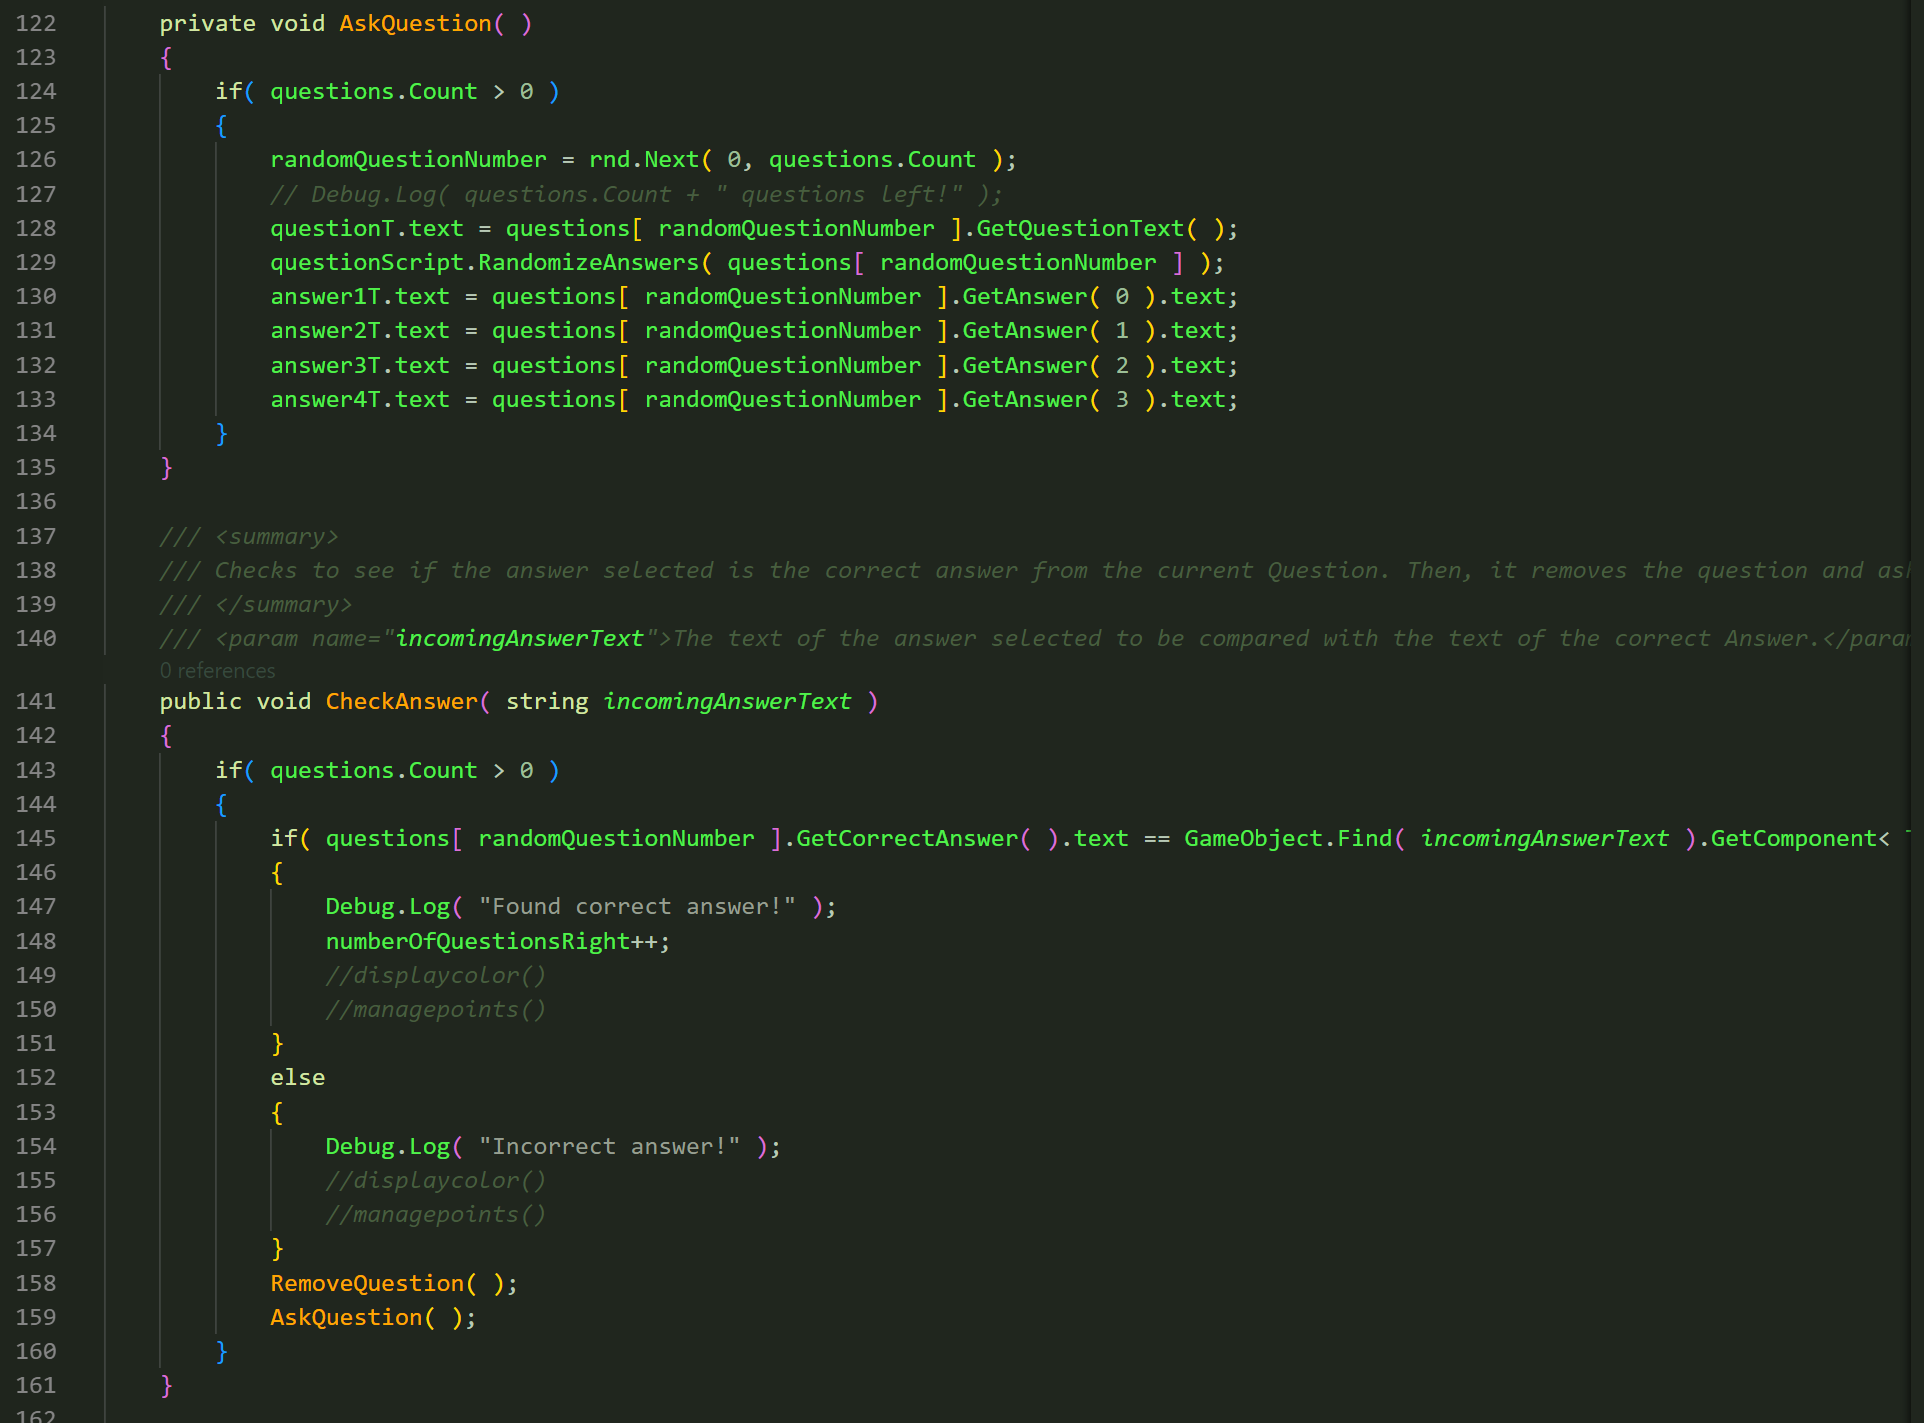 122 private void AskQuestion( )
123 {
124 if( questions.Count > 0 )
125 {
126 randomQuestionNumber = rnd.Next( 0, questions.Count );
127 // Debug.Log( questions.Count + " questions left!" );
128 questionT.text = questions[ randomQuestionNumber ].GetQuestionText( );
129 questionScript.RandomizeAnswers( questions[ randomQuestionNumber ] );
130 answer1T.text = questions[ randomQuestionNumber ].GetAnswer( 0 ).text;
131 answer2T.text = questions[ randomQuestionNumber ].GetAnswer( 1 ).text;
132 answer3T.text = questions[ randomQuestionNumber ].GetAnswer( 2 ).text;
133 answer4T.text = questions[ randomQuestionNumber ].GetAnswer( 3 ).text;
134 }
135 }
136
137 /// <summary>
138 /// Checks to see if the answer selected is the correct answer from the current Question. Then, it removes the question and as
139 /// </summary>
140 /// <param name="incomingAnswerText">The text of the answer selected to be compared with the text of the correct Answer.</para
0 references
141 public void CheckAnswer( string incomingAnswerText )
142 {
143 if( questions.Count > 0 )
144 {
145 if( questions[ randomQuestionNumber ].GetCorrectAnswer( ).text == GameObject.Find( incomingAnswerText ).GetComponent<
146 {
147 Debug.Log( "Found correct answer!" );
148 numberOfQuestionsRight++;
149 //displaycolor()
150 //managepoints()
151 }
152 else
153 {
154 Debug.Log( "Incorrect answer!" );
155 //displaycolor()
156 //managepoints()
157 }
158 RemoveQuestion( );
159 AskQuestion( );
160 }
161 }
162